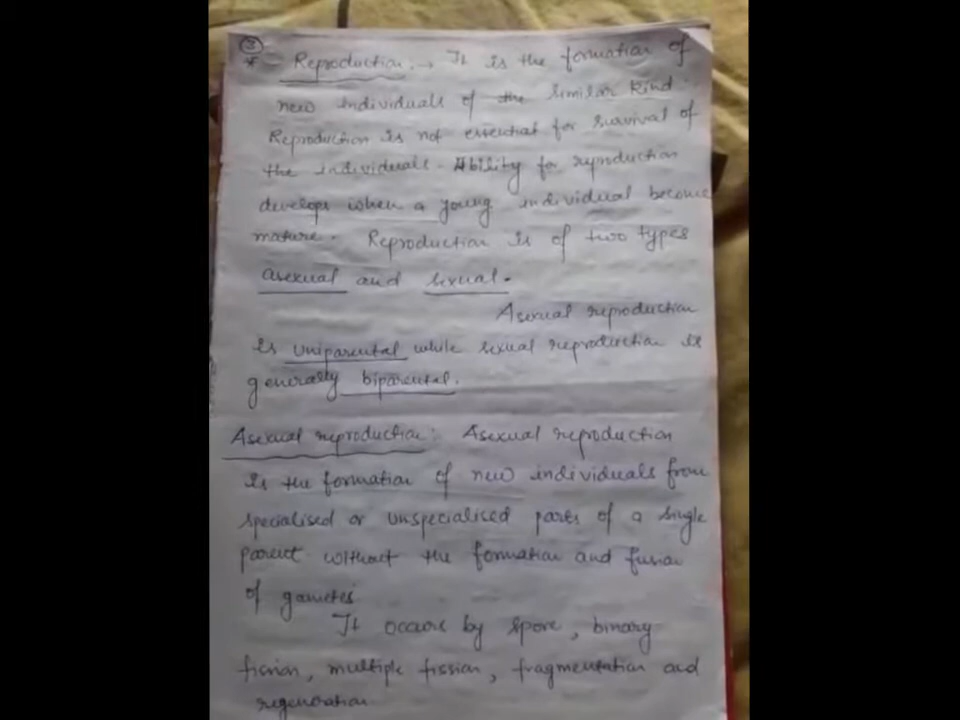 ③
* Reproduction. → It is the formation of
new individuals of the similar kind.
Reproduction is not essential for survival of
the individuals. Ability for reproduction
develops when a young individual become
mature. Reproduction is of two types
asexual and sexual.
Asexual reproduction
is uniparental while sexual reproduction is
generally biparental.
Asexual reproduction: Asexual reproduction
is the formation of new individuals from
specialised or unspecialised parts of a single
parent without the formation and fusion
of gametes
It occurs by spore, binary
fission, multiple fission, fragmentation and
regeneration